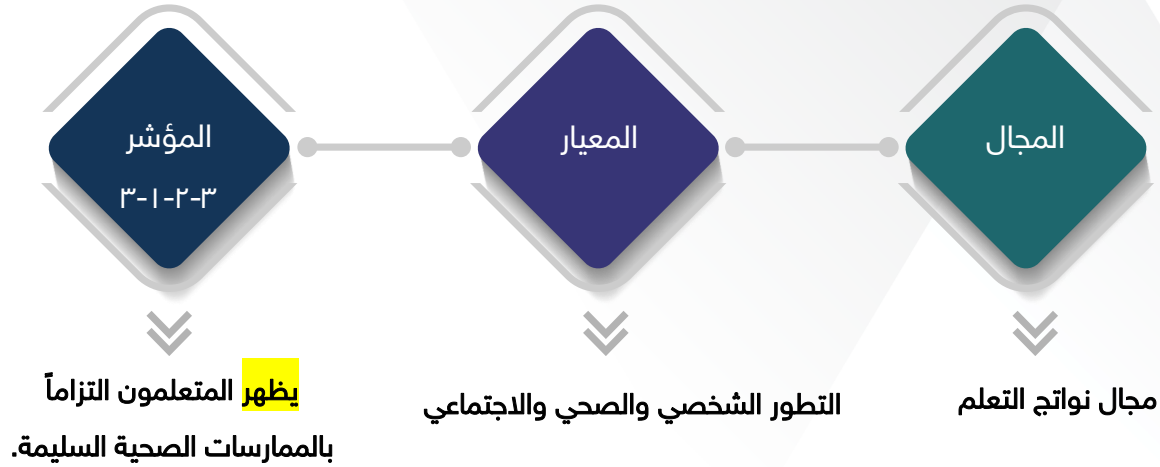 المجال
المعيار
المؤشر
٣-٢-١-٣
مجال نواتج التعلم
التطور الشخصي والصحي والاجتماعي
يظهر المتعلمون التزاماً
بالممارسات الصحية السليمة.